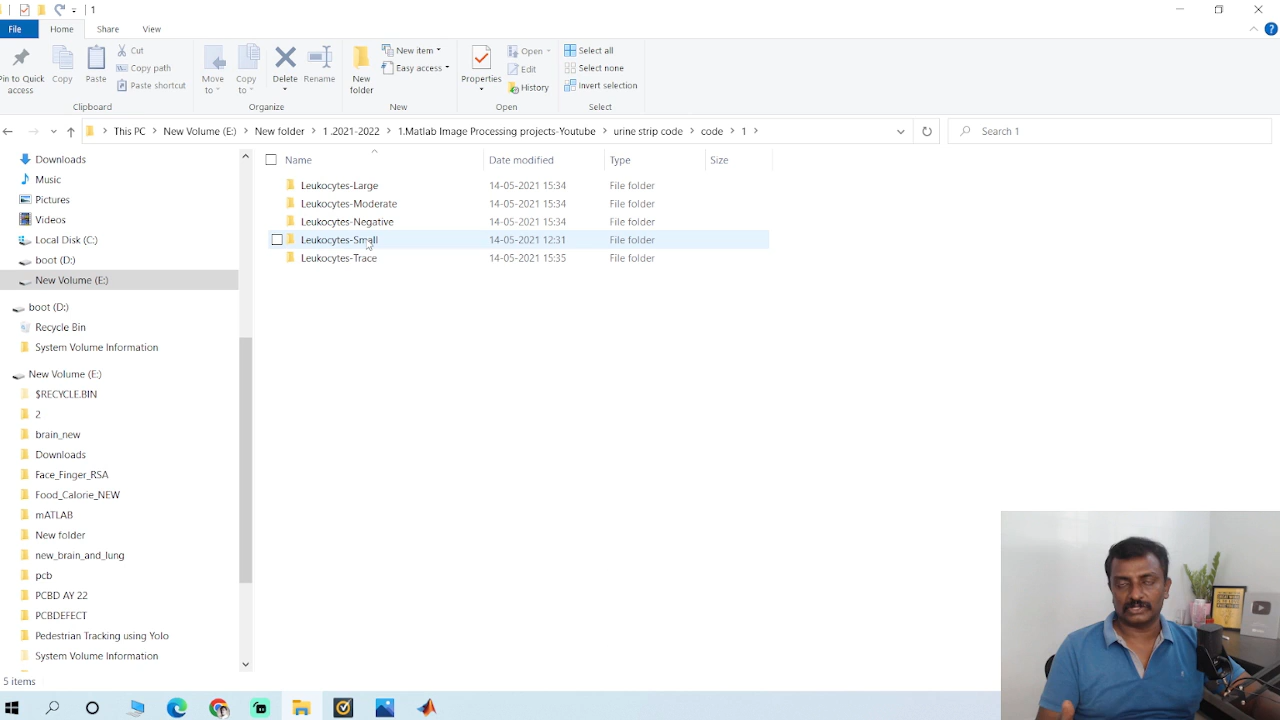 1
File Home Share View
Pin to Quick access
Copy
Paste
Cut
Copy path
Paste shortcut
Clipboard
Move to
Copy to
Delete
Rename
Organize
New folder
New item
Easy access
New
Properties
Open
Edit
History
Open
Select all
Select none
Invert selection
Select
This PC > New Volume (E:) > New folder > 1 .2021-2022 > 1.Matlab Image Processing projects-Youtube > urine strip code > code > 1 >
Search 1
Downloads
Music
Pictures
Videos
Local Disk (C:)
boot (D:)
New Volume (E:)
boot (D:)
Recycle Bin
System Volume Information
New Volume (E:)
$RECYCLE.BIN
2
brain_new
Downloads
Face_Finger_RSA
Food_Calorie_NEW
mATLAB
New folder
new_brain_and_lung
pcb
PCBD AY 22
PCBDEFECT
Pedestrian Tracking using Yolo
System Volume Information
Name Date modified Type Size
Leukocytes-Large 14-05-2021 15:34 File folder
Leukocytes-Moderate 14-05-2021 15:34 File folder
Leukocytes-Negative 14-05-2021 15:34 File folder
Leukocytes-Small 14-05-2021 12:31 File folder
Leukocytes-Trace 14-05-2021 15:35 File folder
5 items